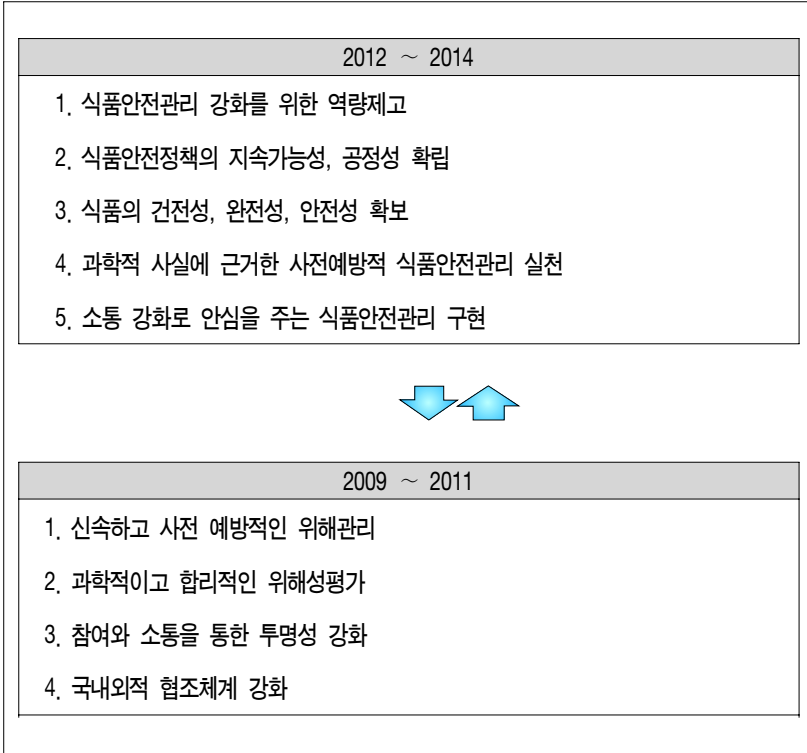 2012 ~ 2014
1. 식품안전관리 강화를 위한 역량제고
2. 식품안전정책의 지속가능성, 공정성 확립
3. 식품의 건전성, 완전성, 안전성 확보
4. 과학적 사실에 근거한 사전예방적 식품안전관리 실천
5. 소통 강화로 안심을 주는 식품안전관리 구현
2009 ~ 2011
1. 신속하고 사전 예방적인 위해관리
2. 과학적이고 합리적인 위해성평가
3. 참여와 소통을 통한 투명성 강화
4. 국내외적 협조체계 강화